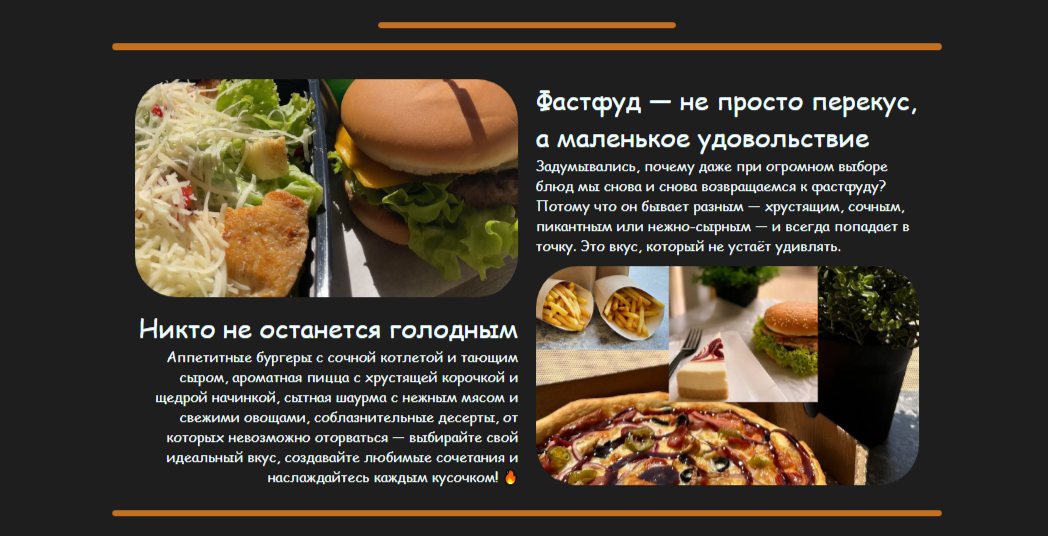 Фастфуд — не просто перекус,
а маленькое удовольствие
Задумывались, почему даже при огромном выборе
блюд мы снова и снова возвращаемся к фастфуду?
Потому что он бывает разным — хрустящим, сочным,
пикантным или нежно-сырным — и всегда попадает в
точку. Это вкус, который не устаёт удивлять.
Никто не останется голодным
Аппетитные бургеры с сочной котлетой и тающим
сыром, ароматная пицца с хрустящей корочкой и
щедрой начинкой, сытная шаурма с нежным мясом и
свежими овощами, соблазнительные десерты, от
которых невозможно оторваться — выбирайте свой
идеальный вкус, создавайте любимые сочетания и
наслаждайтесь каждым кусочком! 🔥